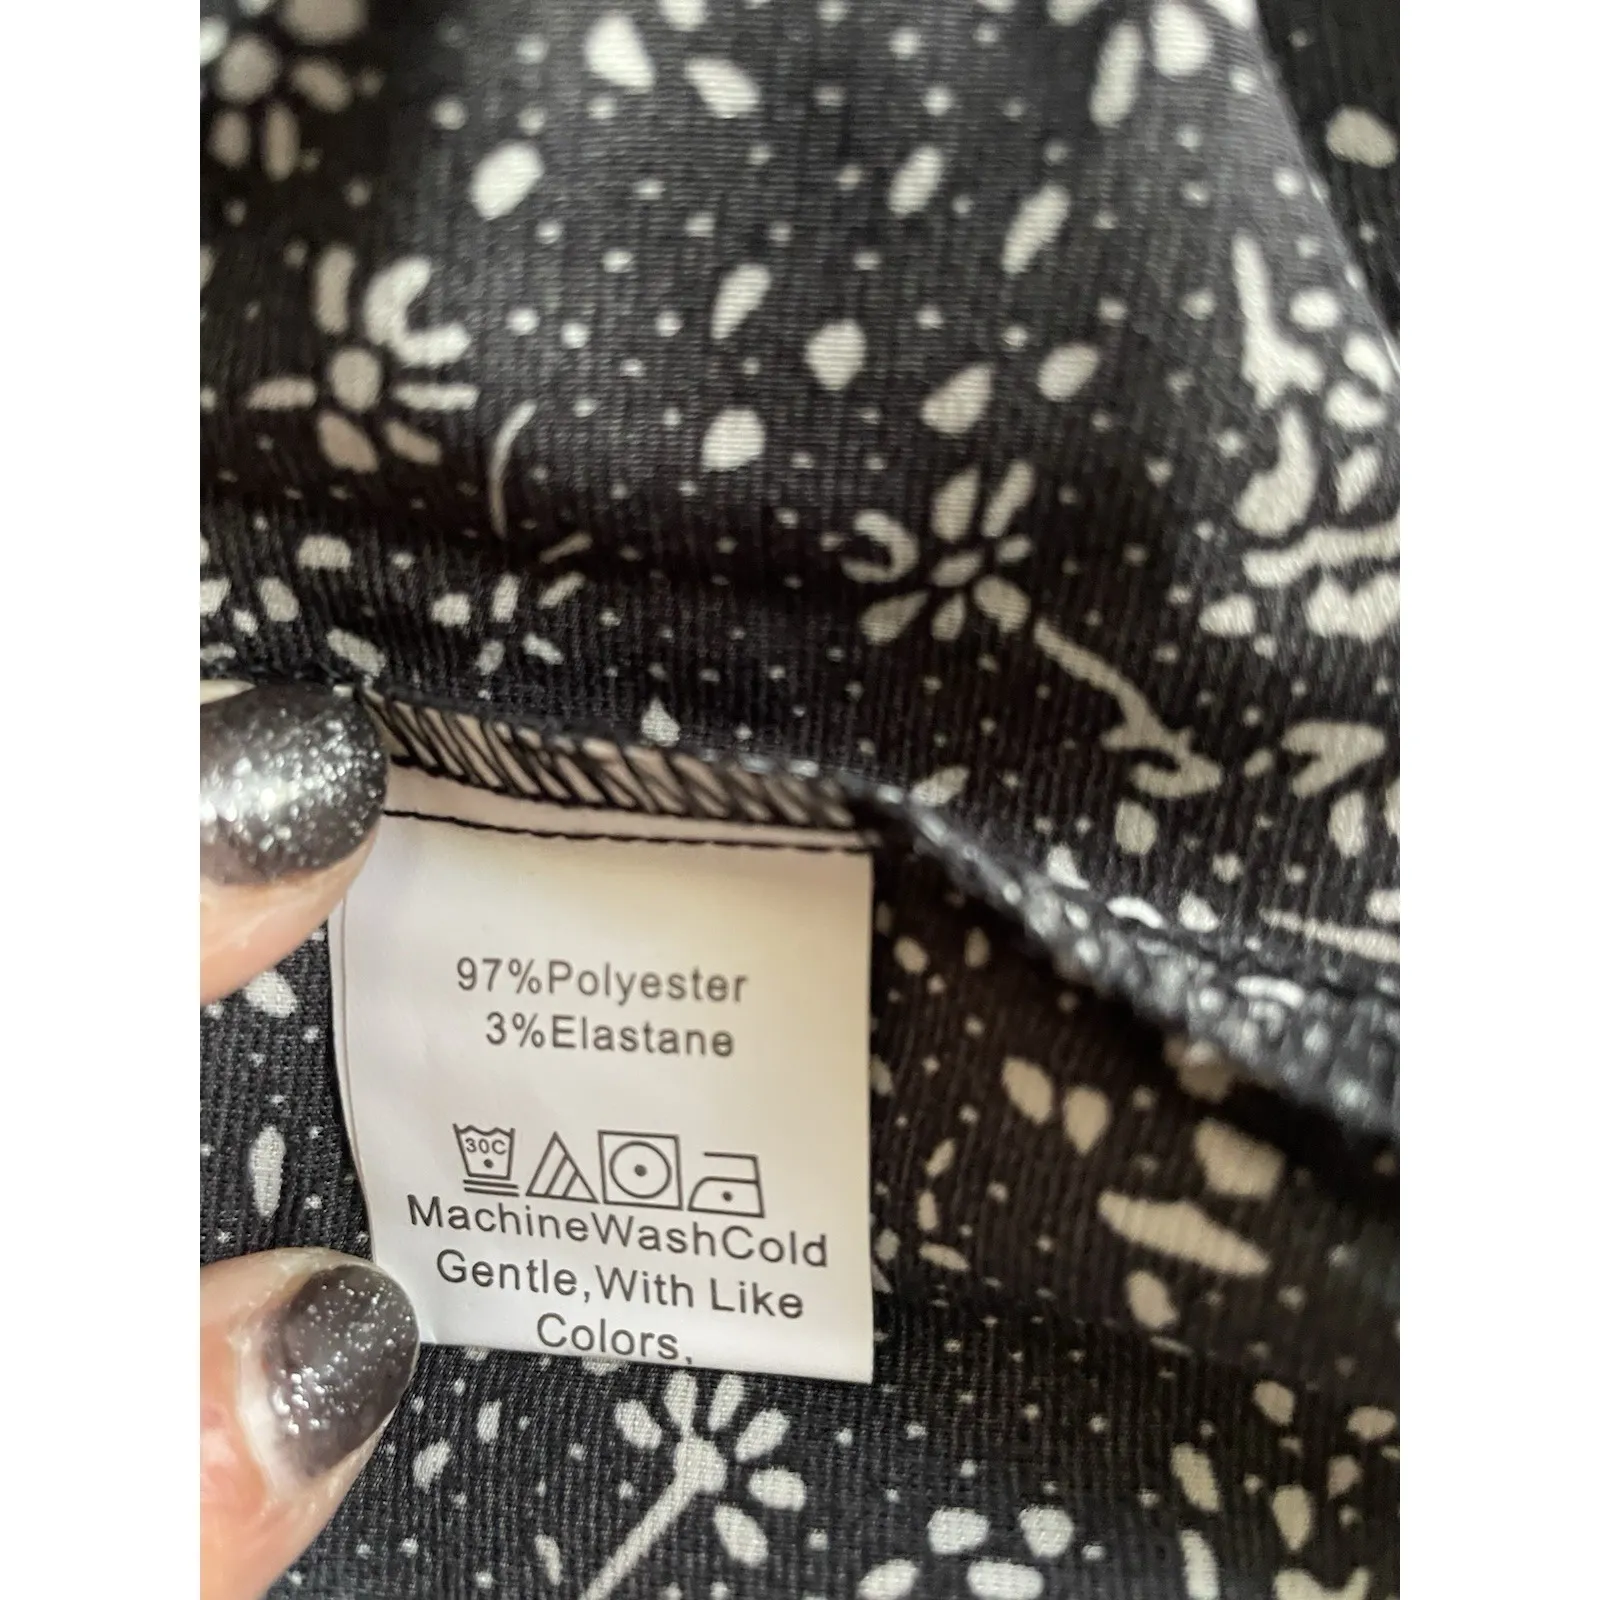 97%Polyester
3%Elastane
30C
MachineWashCold
Gentle,With Like
Colors,